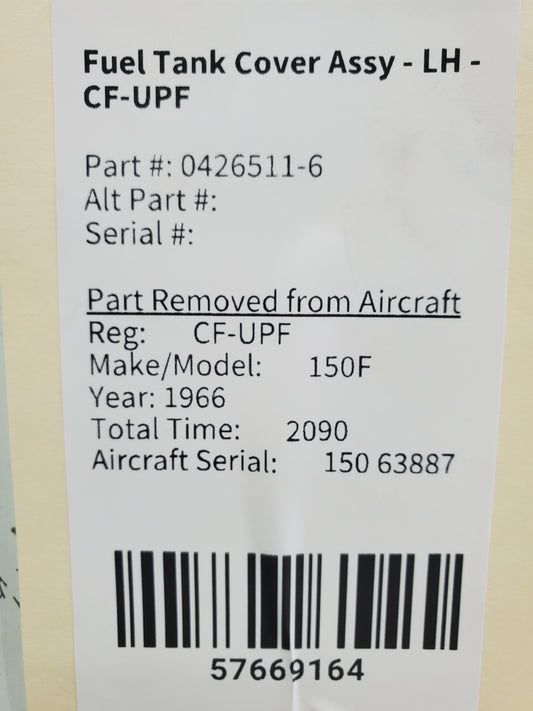 Fuel Tank Cover Assy - LH -
CF-UPF
Part #: 0426511-6
Alt Part #:
Serial #:
Part Removed from Aircraft
Reg: CF-UPF
Make/Model: 150F
Year: 1966
Total Time: 2090
Aircraft Serial: 150 63887
57669164